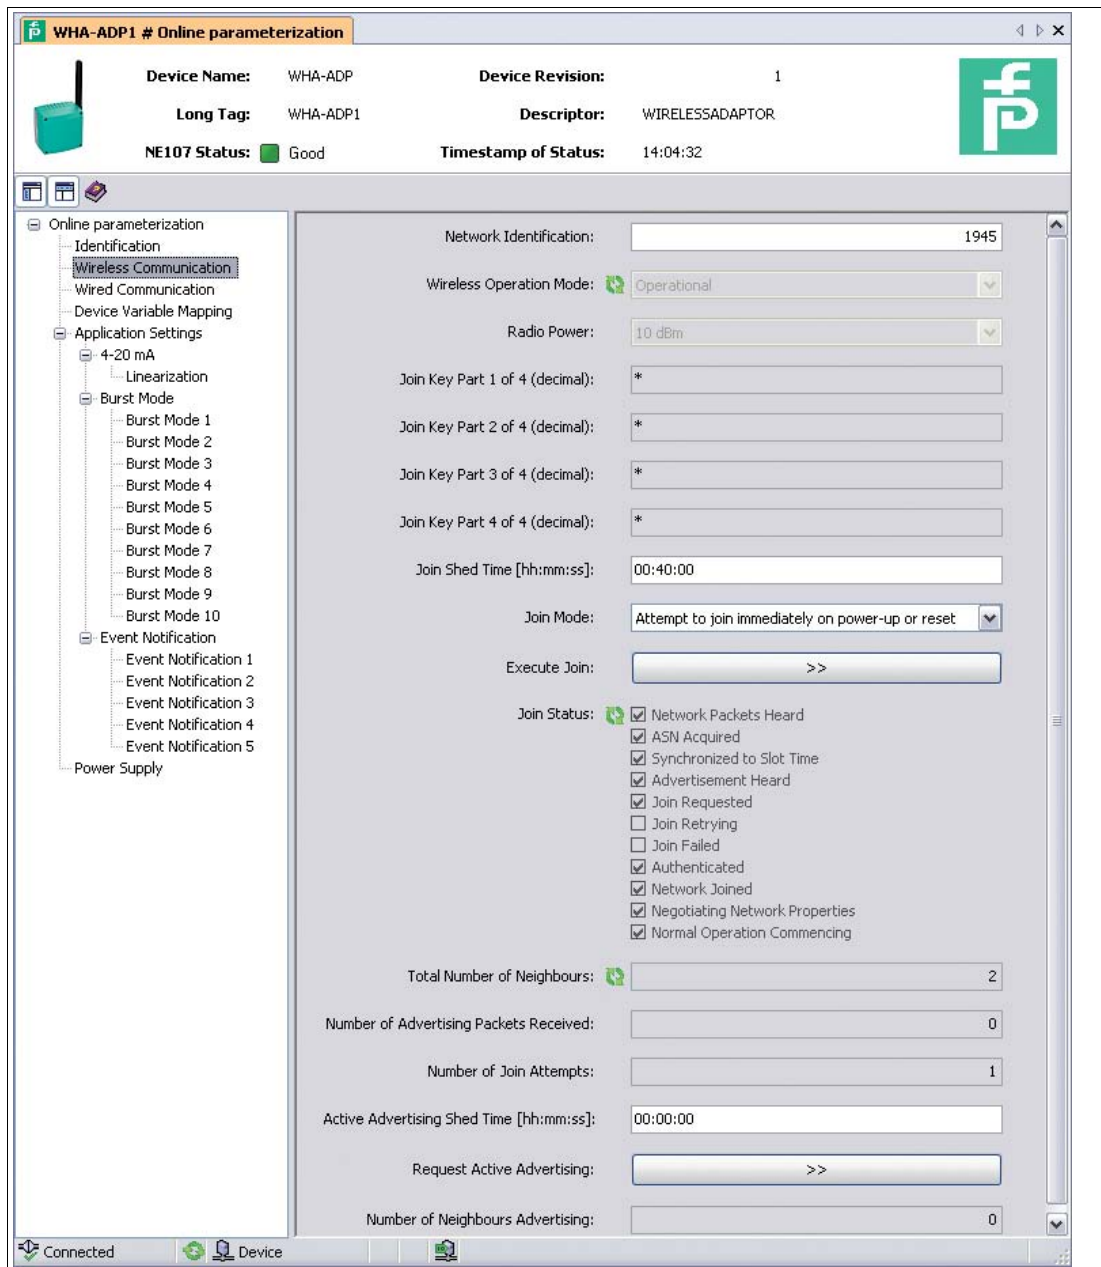 WHA-ADP1 # Online parameterization
Device Name: WHA-ADP Device Revision: 1
Long Tag: WHA-ADP1 Descriptor: WIRELESSADAPTOR
NE107 Status: Good Timestamp of Status: 14:04:32
Online parameterization
Identification
Wireless Communication
Wired Communication
Device Variable Mapping
Application Settings
4-20 mA
Linearization
Burst Mode
Burst Mode 1
Burst Mode 2
Burst Mode 3
Burst Mode 4
Burst Mode 5
Burst Mode 6
Burst Mode 7
Burst Mode 8
Burst Mode 9
Burst Mode 10
Event Notification
Event Notification 1
Event Notification 2
Event Notification 3
Event Notification 4
Event Notification 5
Power Supply
Network Identification: 1945
Wireless Operation Mode: Operational
Radio Power: 10 dBm
Join Key Part 1 of 4 (decimal): *
Join Key Part 2 of 4 (decimal): *
Join Key Part 3 of 4 (decimal): *
Join Key Part 4 of 4 (decimal): *
Join Shed Time [hh:mm:ss]: 00:40:00
Join Mode: Attempt to join immediately on power-up or reset
Execute Join: >>
Join Status: Network Packets Heard
ASN Acquired
Synchronized to Slot Time
Advertisement Heard
Join Requested
Join Retrying
Join Failed
Authenticated
Network Joined
Negotiating Network Properties
Normal Operation Commencing
Total Number of Neighbours: 2
Number of Advertising Packets Received: 0
Number of Join Attempts: 1
Active Advertising Shed Time [hh:mm:ss]: 00:00:00
Request Active Advertising: >>
Number of Neighbours Advertising: 0
Connected Device